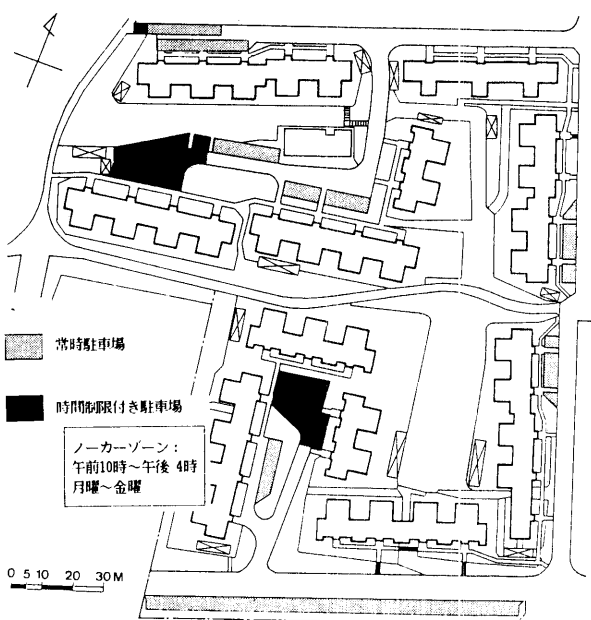 常時駐車場
時間制限付き駐車場
ノーカーゾーン：
午前10時～午後 4時
月曜～金曜
0 5 10 20 30 M